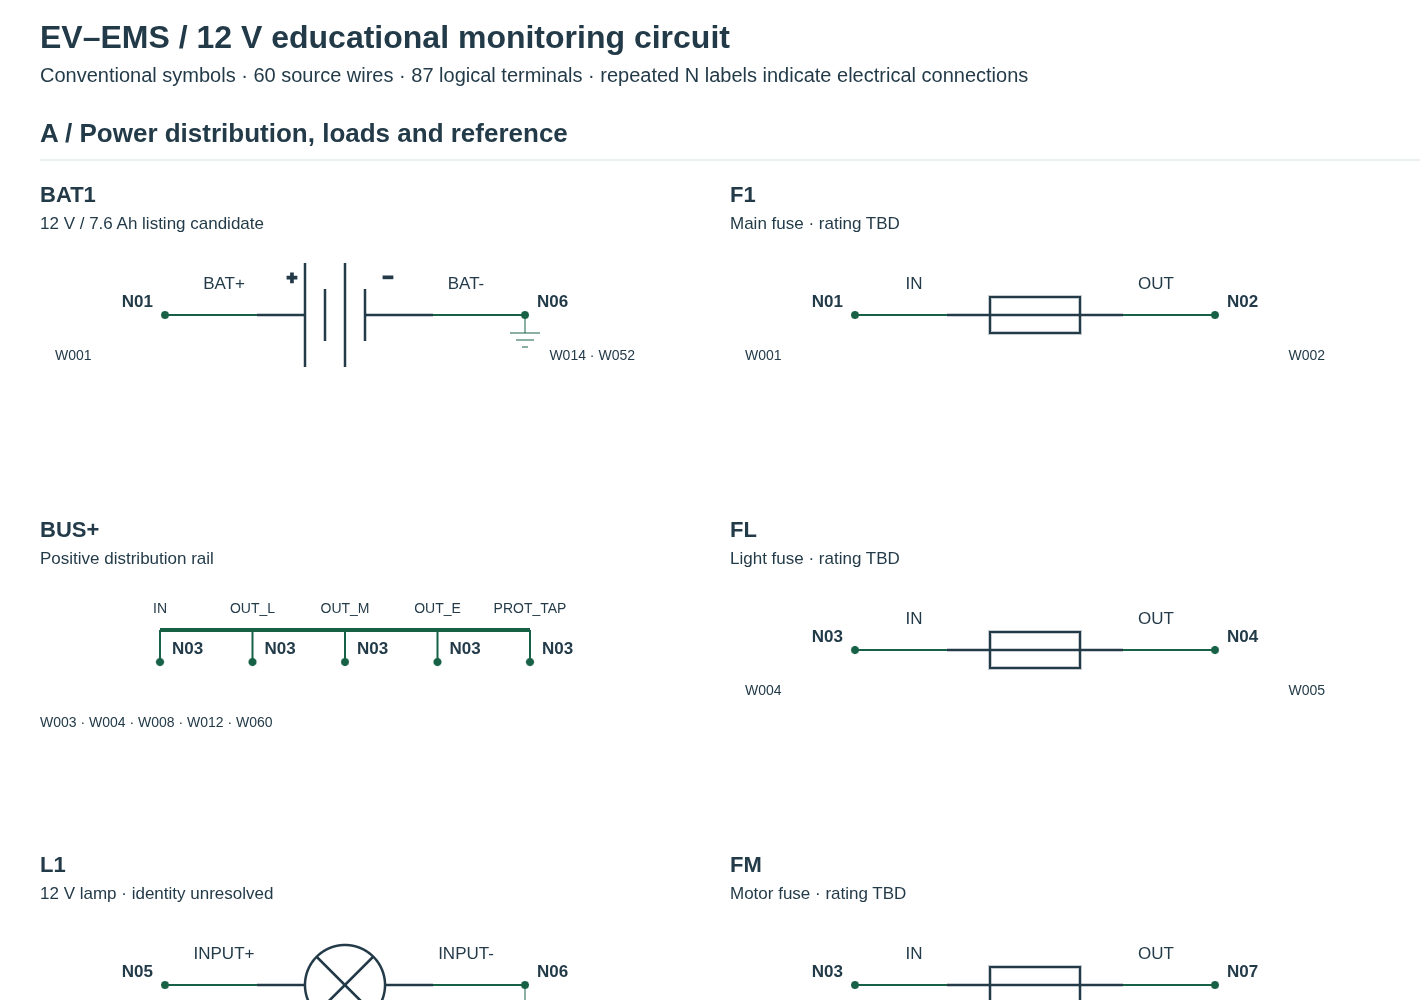 EV–EMS / 12 V educational monitoring circuit
Conventional symbols · 60 source wires · 87 logical terminals · repeated N labels indicate electrical connections
A / Power distribution, loads and reference
BAT1
12 V / 7.6 Ah listing candidate
BAT+
+
−
BAT-
N01
N06
W001
W014 · W052
F1
Main fuse · rating TBD
IN
OUT
N01
N02
W001
W002
BUS+
Positive distribution rail
IN
OUT_L
OUT_M
OUT_E
PROT_TAP
N03
N03
N03
N03
N03
W003 · W004 · W008 · W012 · W060
FL
Light fuse · rating TBD
IN
OUT
N03
N04
W004
W005
L1
12 V lamp · identity unresolved
INPUT+
INPUT-
N05
N06
FM
Motor fuse · rating TBD
IN
OUT
N03
N07